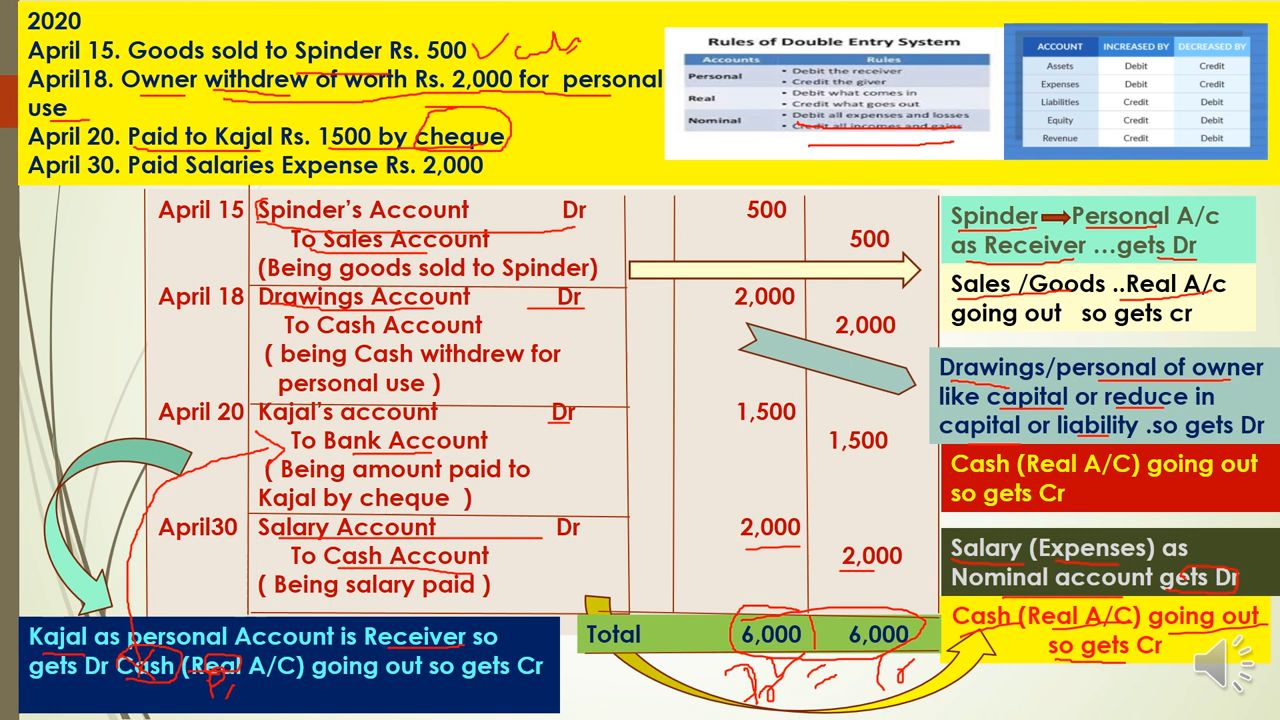 2020
April 15. Goods sold to Spinder Rs. 500
April18. Owner withdrew of worth Rs. 2,000 for personal
use
April 20. Paid to Kajal Rs. 1500 by cheque
April 30. Paid Salaries Expense Rs. 2,000
Rules of Double Entry System
Accounts Rules
Personal • Debit the receiver
• Credit the giver
Real • Debit what comes in
• Credit what goes out
Nominal • Debit all expenses and losses
• Credit all incomes and gains
ACCOUNT INCREASED BY DECREASED BY
Assets Debit Credit
Expenses Debit Credit
Liabilities Credit Debit
Equity Credit Debit
Revenue Credit Debit
April 15 Spinder's Account Dr 500
To Sales Account 500
(Being goods sold to Spinder)
April 18 Drawings Account Dr 2,000
To Cash Account 2,000
( being Cash withdrew for
personal use )
April 20 Kajal's account Dr 1,500
To Bank Account 1,500
( Being amount paid to
Kajal by cheque )
April30 Salary Account Dr 2,000
To Cash Account 2,000
( Being salary paid )
Total 6,000 6,000
Dr = Cr
Spinder Personal A/c
as Receiver ...gets Dr
Sales /Goods ..Real A/c
going out so gets cr
Drawings/personal of owner
like capital or reduce in
capital or liability .so gets Dr
Cash (Real A/C) going out
so gets Cr
Salary (Expenses) as
Nominal account gets Dr
Cash (Real A/C) going out
so gets Cr
Kajal as personal Account is Receiver so
gets Dr Cash (Real A/C) going out so gets Cr